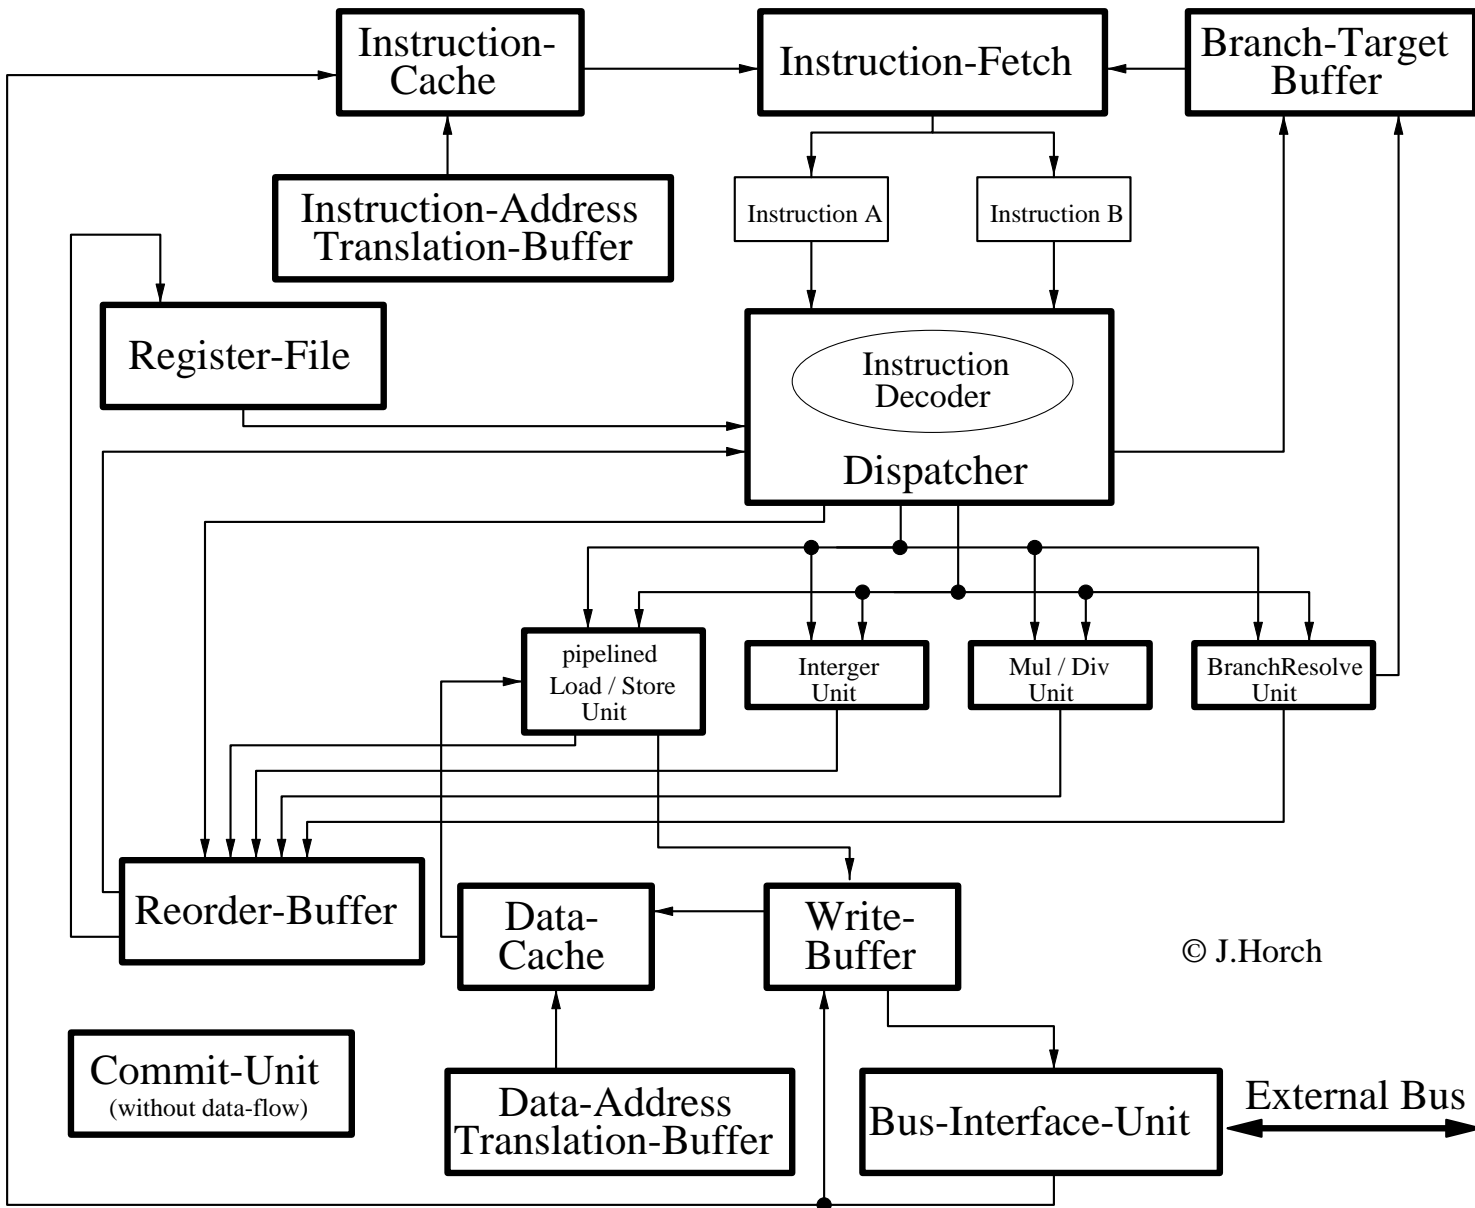 Instruction-
Cache
Instruction-Fetch
Branch-Target
Buffer
Instruction-Address
Translation-Buffer
Instruction A
Instruction B
Register-File
Instruction
Decoder
Dispatcher
pipelined
Load / Store
Unit
Interger
Unit
Mul / Div
Unit
BranchResolve
Unit
Reorder-Buffer
Data-
Cache
Write-
Buffer
© J.Horch
Commit-Unit
(without data-flow)
Data-Address
Translation-Buffer
Bus-Interface-Unit
External Bus